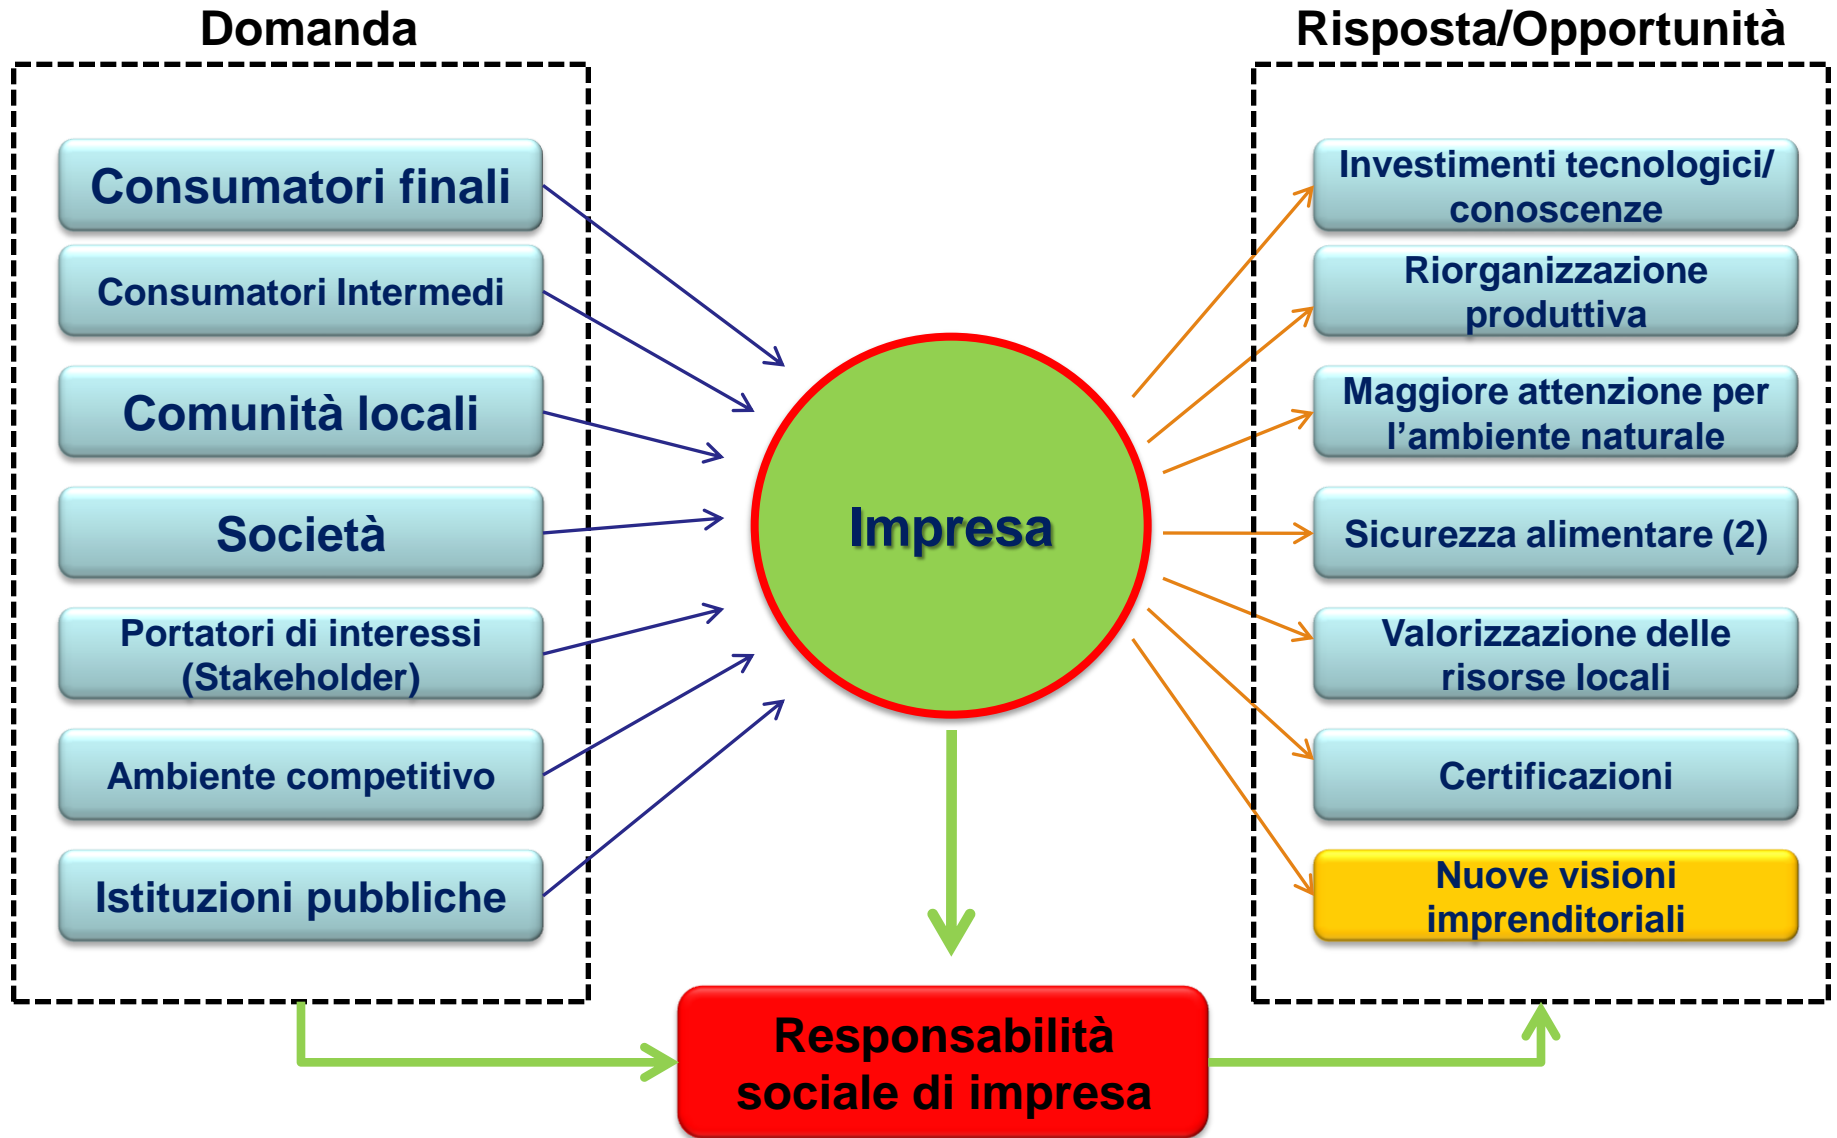 Domanda
Consumatori finali
Consumatori Intermedi
Comunità locali
Società
Portatori di interessi
(Stakeholder)
Ambiente competitivo
Istituzioni pubbliche
Impresa
Responsabilità
sociale di impresa
Risposta/Opportunità
Investimenti tecnologici/
conoscenze
Riorganizzazione
produttiva
Maggiore attenzione per
l’ambiente naturale
Sicurezza alimentare (2)
Valorizzazione delle
risorse locali
Certificazioni
Nuove visioni
imprenditoriali